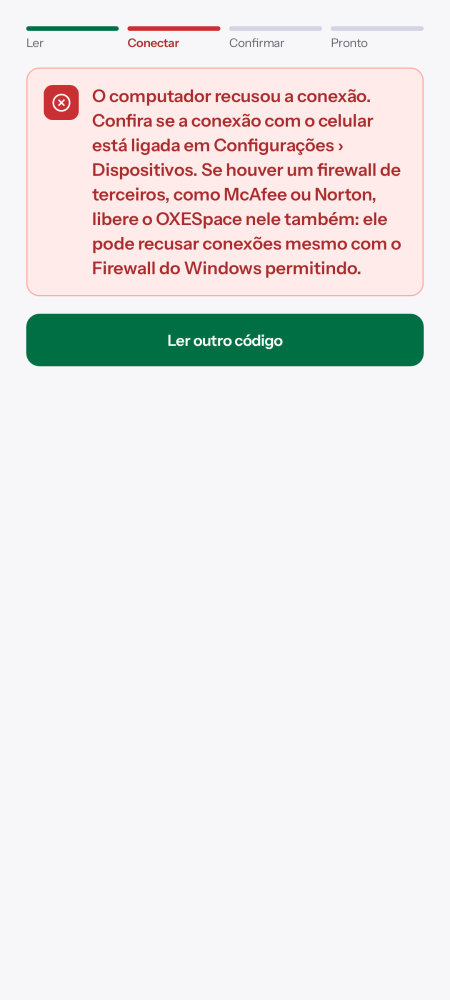 Ler
Conectar
Confirmar
Pronto
O computador recusou a conexão.
Confira se a conexão com o celular
está ligada em Configurações ›
Dispositivos. Se houver um firewall de
terceiros, como McAfee ou Norton,
libere o OXESpace nele também: ele
pode recusar conexões mesmo com o
Firewall do Windows permitindo.
Ler outro código